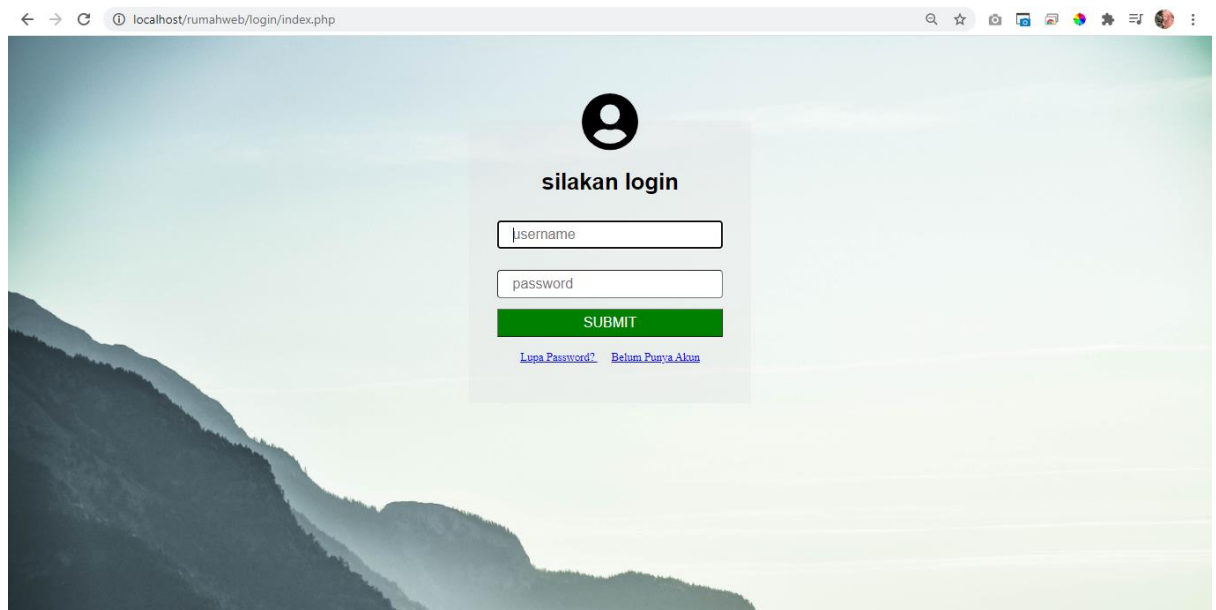 localhost/rumahweb/login/index.php
silakan login
username
password
SUBMIT
Lupa Password? Belum Punya Akun